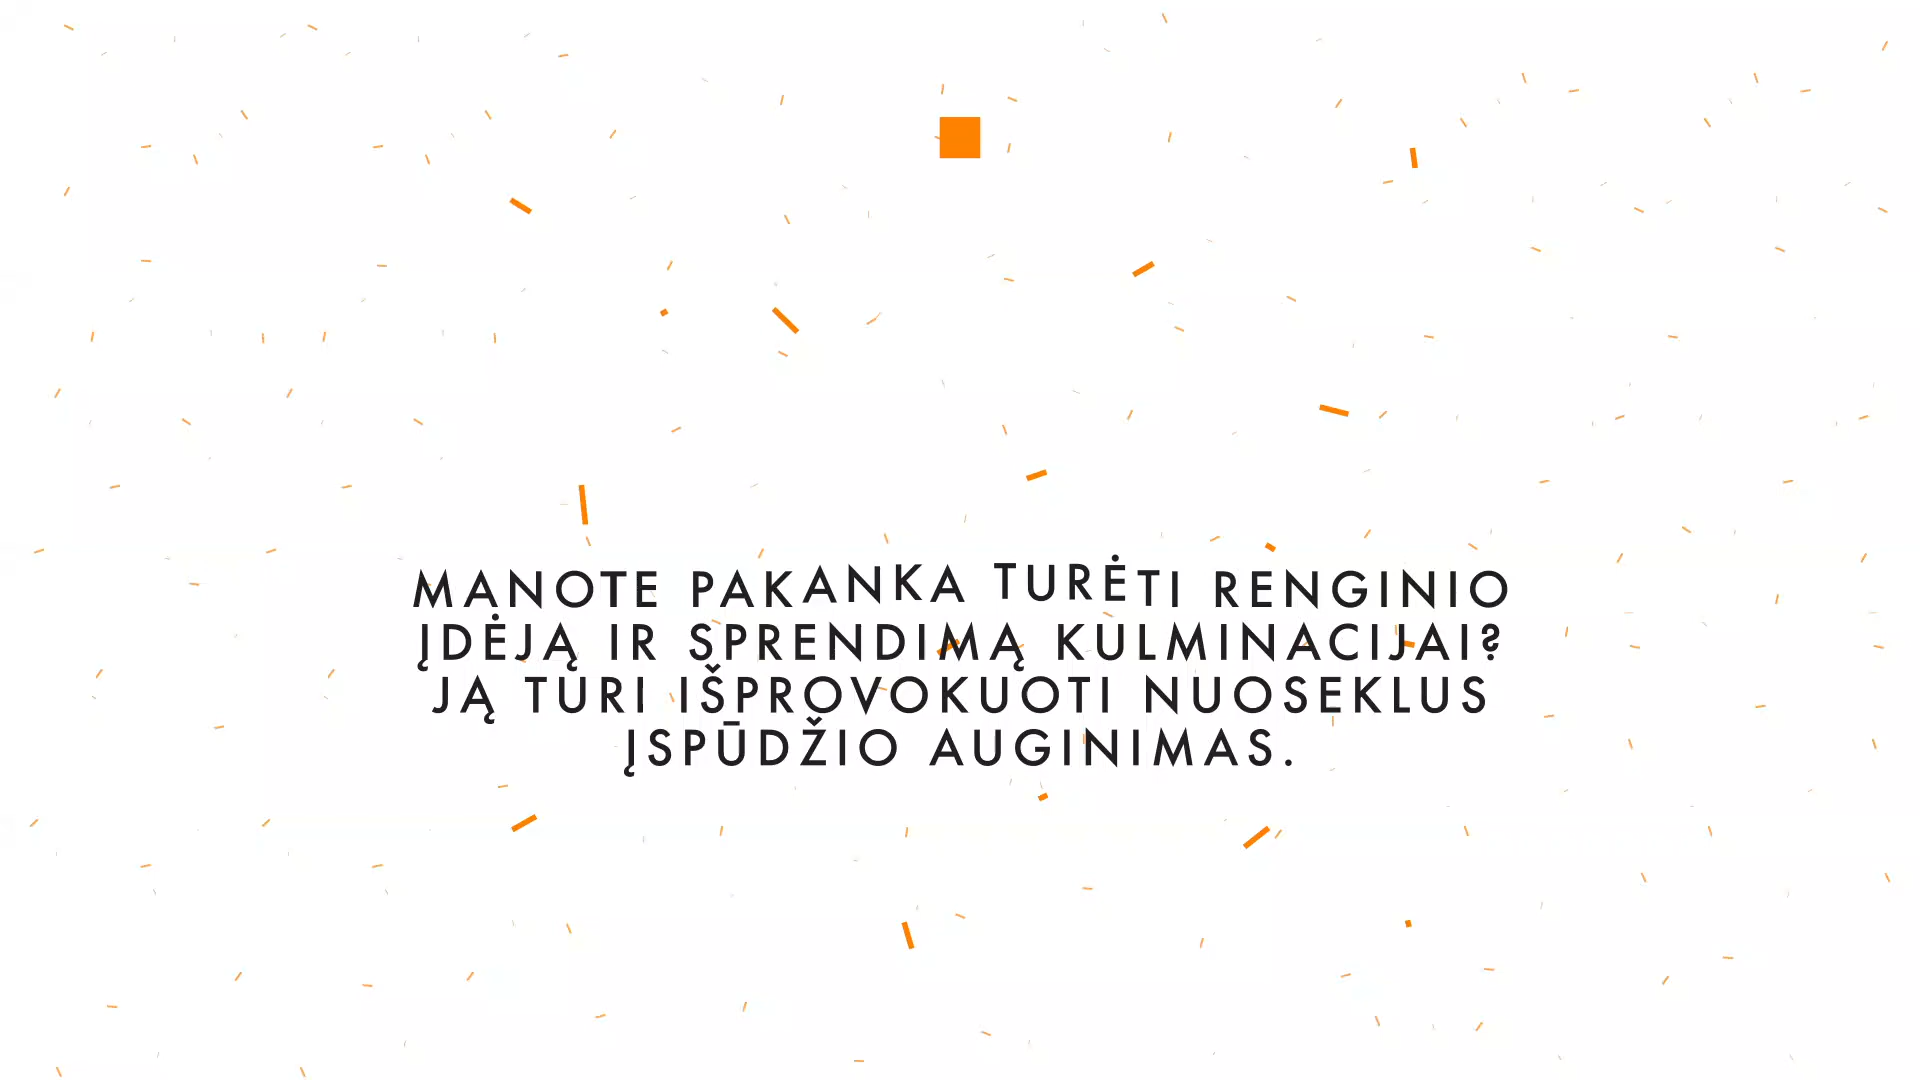 MANOTE PAKANKA TURĖTI RENGINIO
ĮDĖJĄ IR SPRENDIMĄ KULMINACIJAI?
JĄ TURI IŠPROVOKUOTI NUOSEKLUS
ĮSPŪDŽIO AUGINIMAS.